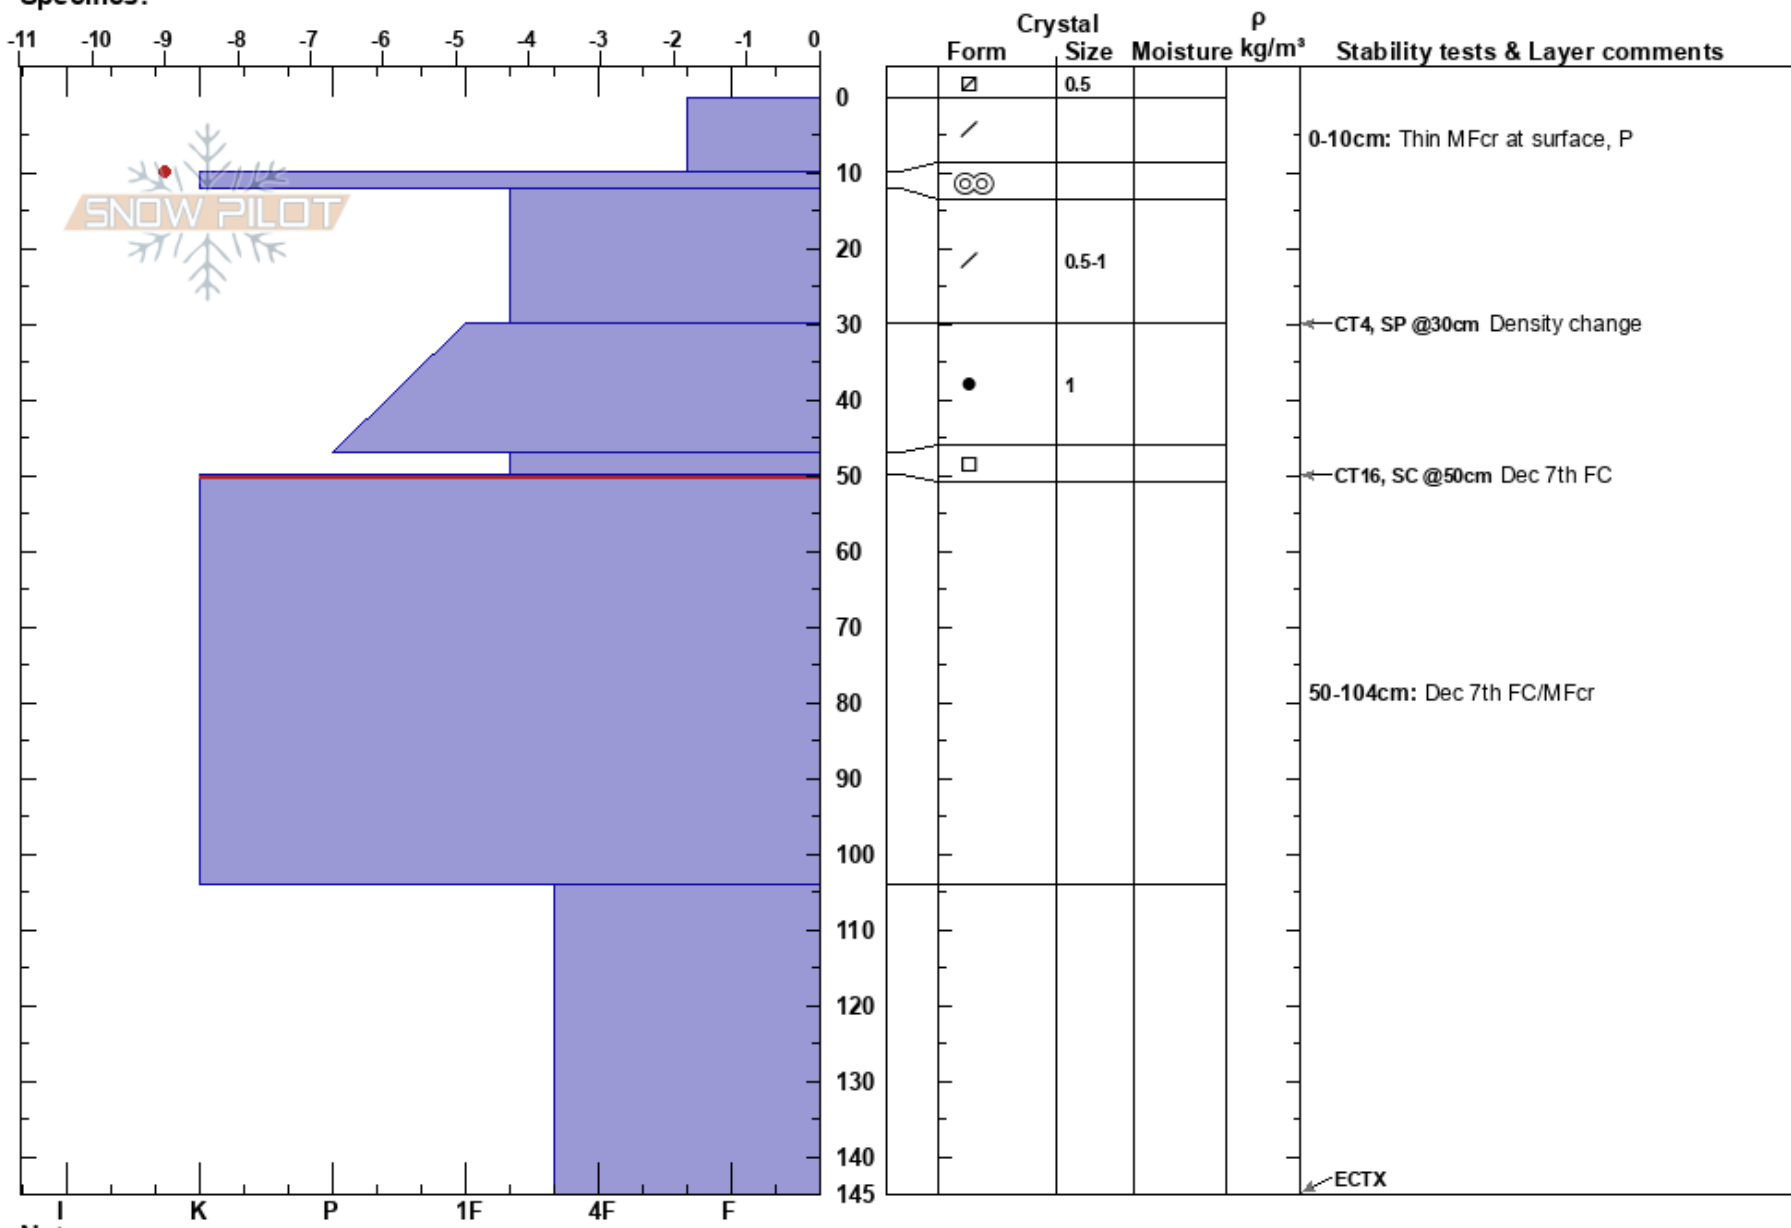 Specifics:
Crystal ρ
-11 -10 -9 -8 -7 -6 -5 -4 -3 -2 -1 0
Form Size Moisture kg/m³ Stability tests & Layer comments
0.5
0
0-10cm: Thin MFcr at surface, P
10
SNOW PILOT
20
0.5-1
30
CT4, SP @30cm Density change
1
40
50
CT16, SC @50cm Dec 7th FC
60
70
50-104cm: Dec 7th FC/MFcr
80
90
100
110
120
130
140
ECTX
145
I K P 1F 4F F